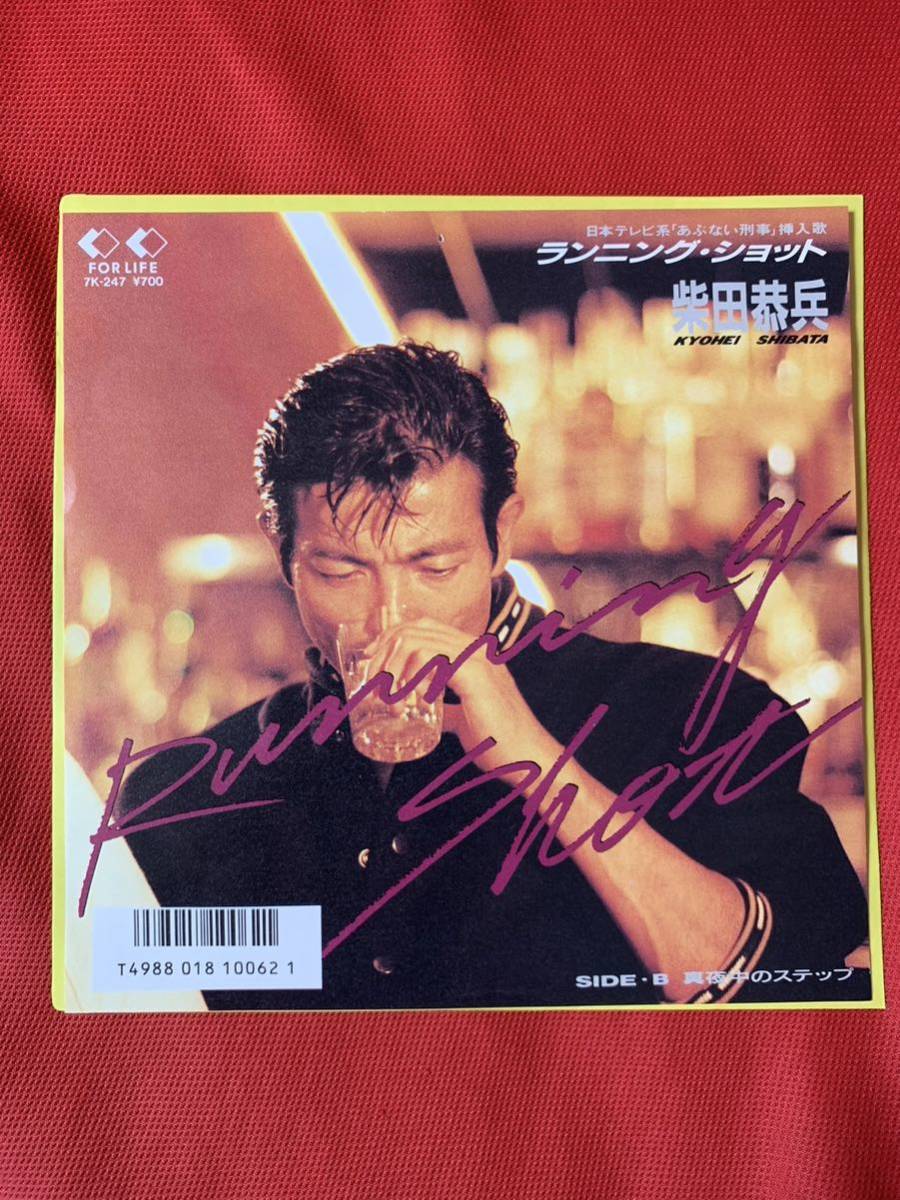 FOR LIFE
7K-247 ¥700
日本テレビ系「あぶない刑事」挿入歌
ランニング・ショット
柴田恭兵
KYOHEI SHIBATA
Running
Shot
T4988 018 10062 1
SIDE・B 真夜中のステップ